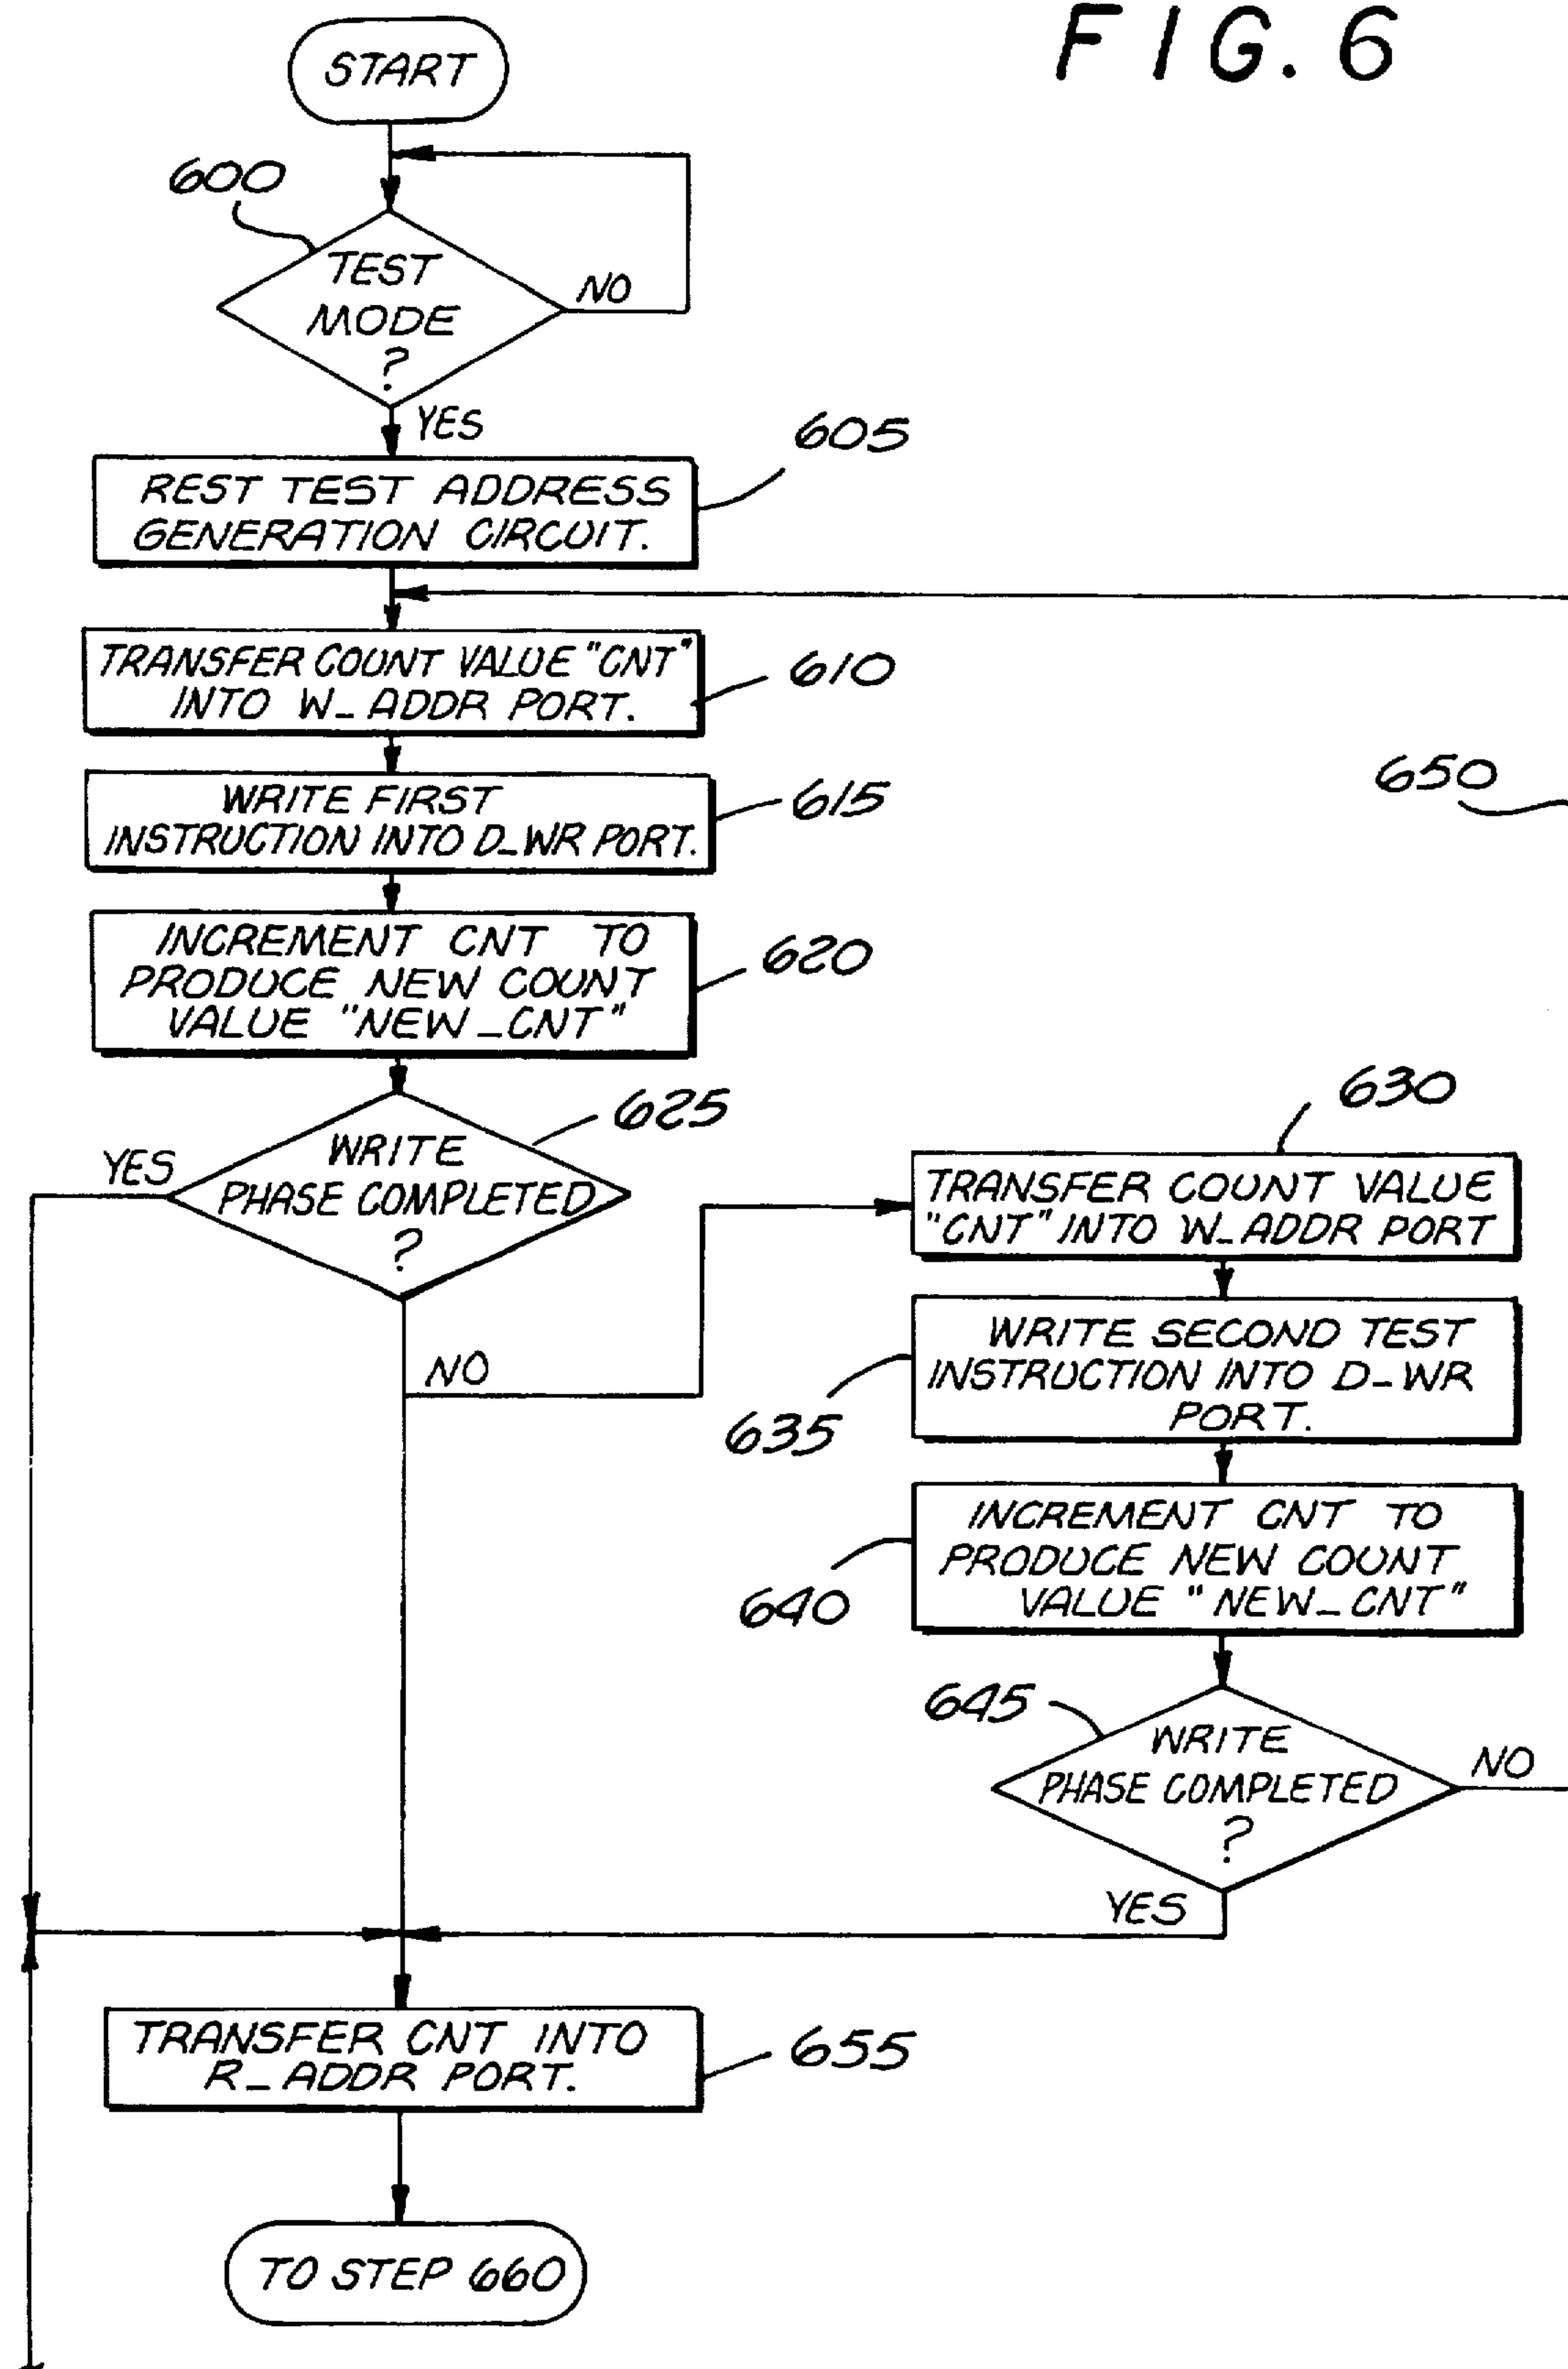 FIG. 6
START
600
TEST
MODE
?
NO
YES
605
REST TEST ADDRESS
GENERATION CIRCUIT.
TRANSFER COUNT VALUE "CNT"
INTO W_ ADDR PORT.
610
650
WRITE FIRST
INSTRUCTION INTO D_WR PORT.
615
INCREMENT CNT TO
PRODUCE NEW COUNT
VALUE "NEW_CNT"
620
625
WRITE
PHASE COMPLETED
?
YES
NO
630
TRANSFER COUNT VALUE
"CNT" INTO W_ADDR PORT
WRITE SECOND TEST
INSTRUCTION INTO D_WR
PORT.
635
INCREMENT CNT TO
PRODUCE NEW COUNT
VALUE "NEW_CNT"
640
645
WRITE
PHASE COMPLETED
?
NO
YES
TRANSFER CNT INTO
R_ADDR PORT.
655
TO STEP 660